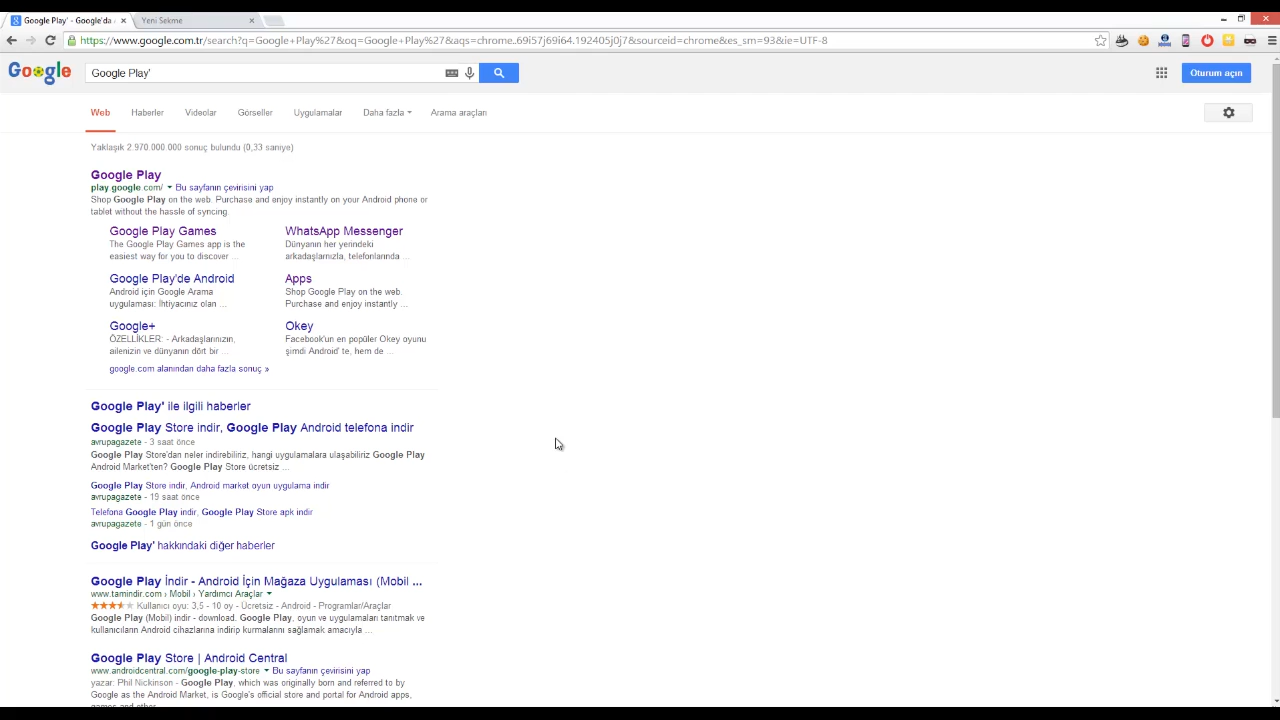 Google Play' - Google'da
Yeni Sekme
https://www.google.com.tr/search?q=Google+Play%27&oq=Google+Play%27&aqs=chrome..69i57j69i64.192405j0j7&sourceid=chrome&es_sm=93&ie=UTF-8
Google
Google Play'
Oturum açın
Web Haberler Videolar Görseller Uygulamalar Daha fazla Arama araçları
Yaklaşık 2.970.000.000 sonuç bulundu (0,33 saniye)
Google Play
play.google.com/ Bu sayfanın çevirisini yap
Shop Google Play on the web. Purchase and enjoy instantly on your Android phone or
tablet without the hassle of syncing.
Google Play Games
The Google Play Games app is the
easiest way for you to discover ...
WhatsApp Messenger
Dünyanın her yerindeki
arkadaşlarnızla, telefonlarında ...
Google Play'de Android
Android için Google Arama
uygulaması: İhtiyacınız olan ...
Apps
Shop Google Play on the web.
Purchase and enjoy instantly ...
Google+
ÖZELLİKLER: - Arkadaşlarınızın,
ailenizin ve dünyanın dört bir ...
Okey
Facebook'un en popüler Okey oyunu
şimdi Android' te, hem de ...
google.com alanından daha fazla sonuç »
Google Play' ile ilgili haberler
Google Play Store indir, Google Play Android telefona indir
avrupagazete - 3 saat önce
Google Play Store'dan neler indirebiliriz, hangi uygulamalara ulaşabiliriz Google Play
Android Market'ten? Google Play Store ücretsiz ...
Google Play Store indir, Android market oyun uygulama indir
avrupagazete - 19 saat önce
Telefona Google Play indir, Google Play Store apk indir
avrupagazete - 1 gün önce
Google Play' hakkındaki diğer haberler
Google Play İndir - Android İçin Mağaza Uygulaması (Mobil ...
www.tamindir.com › Mobil › Yardımcı Araçlar
Kullanıcı oyu: 3,5 - 10 oy - Ücretsiz - Android - Programlar/Araçlar
Google Play (Mobil) indir - download. Google Play, oyun ve uygulamaları tanıtmak ve
kullanıcıların Android cihazlarına indirip kurmalarını sağlamak amacıyla ...
Google Play Store | Android Central
www.androidcentral.com/google-play-store Bu sayfanın çevirisini yap
yazar: Phil Nickinson - Google Play, which was originally born and referred to by
Google as the Android Market, is Google's official store and portal for Android apps,
games and other